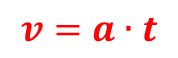 v = a · t